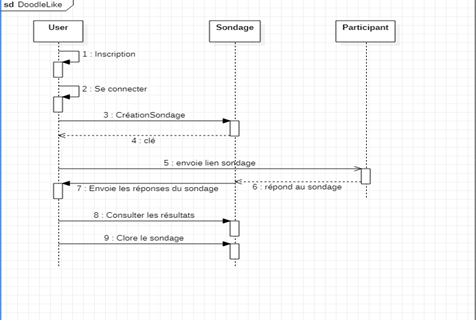 sd DoodleLike
User
Sondage
Participant
1 : Inscription
2 : Se connecter
3 : CréationSondage
4 : clé
5 : envoie lien sondage
6 : répond au sondage
7 : Envoie les réponses du sondage
8 : Consulter les résultats
9 : Clore le sondage